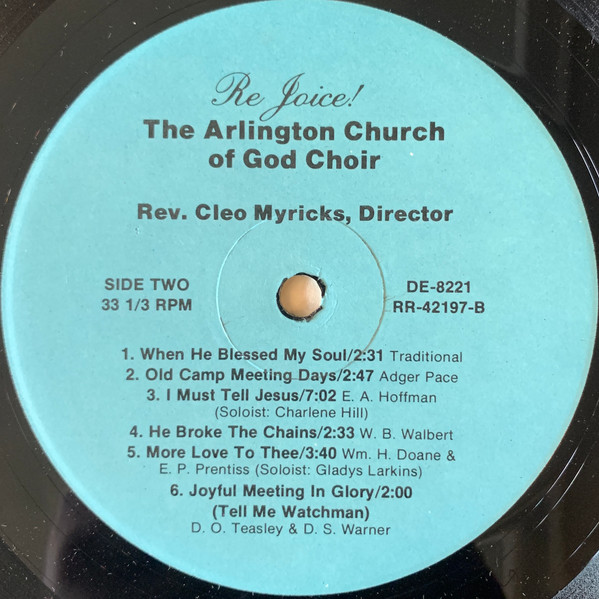 Re Joice!
The Arlington Church
of God Choir
Rev. Cleo Myricks, Director
SIDE TWO
33 1/3 RPM
DE-8221
RR-42197-B
1. When He Blessed My Soul/2:31 Traditional
2. Old Camp Meeting Days/2:47 Adger Pace
3. I Must Tell Jesus/7:02 E. A. Hoffman
(Soloist: Charlene Hill)
4. He Broke The Chains/2:33 W. B. Walbert
5. More Love To Thee/3:40 Wm. H. Doane &
E. P. Prentiss (Soloist: Gladys Larkins)
6. Joyful Meeting In Glory/2:00
(Tell Me Watchman)
D. O. Teasley & D. S. Warner